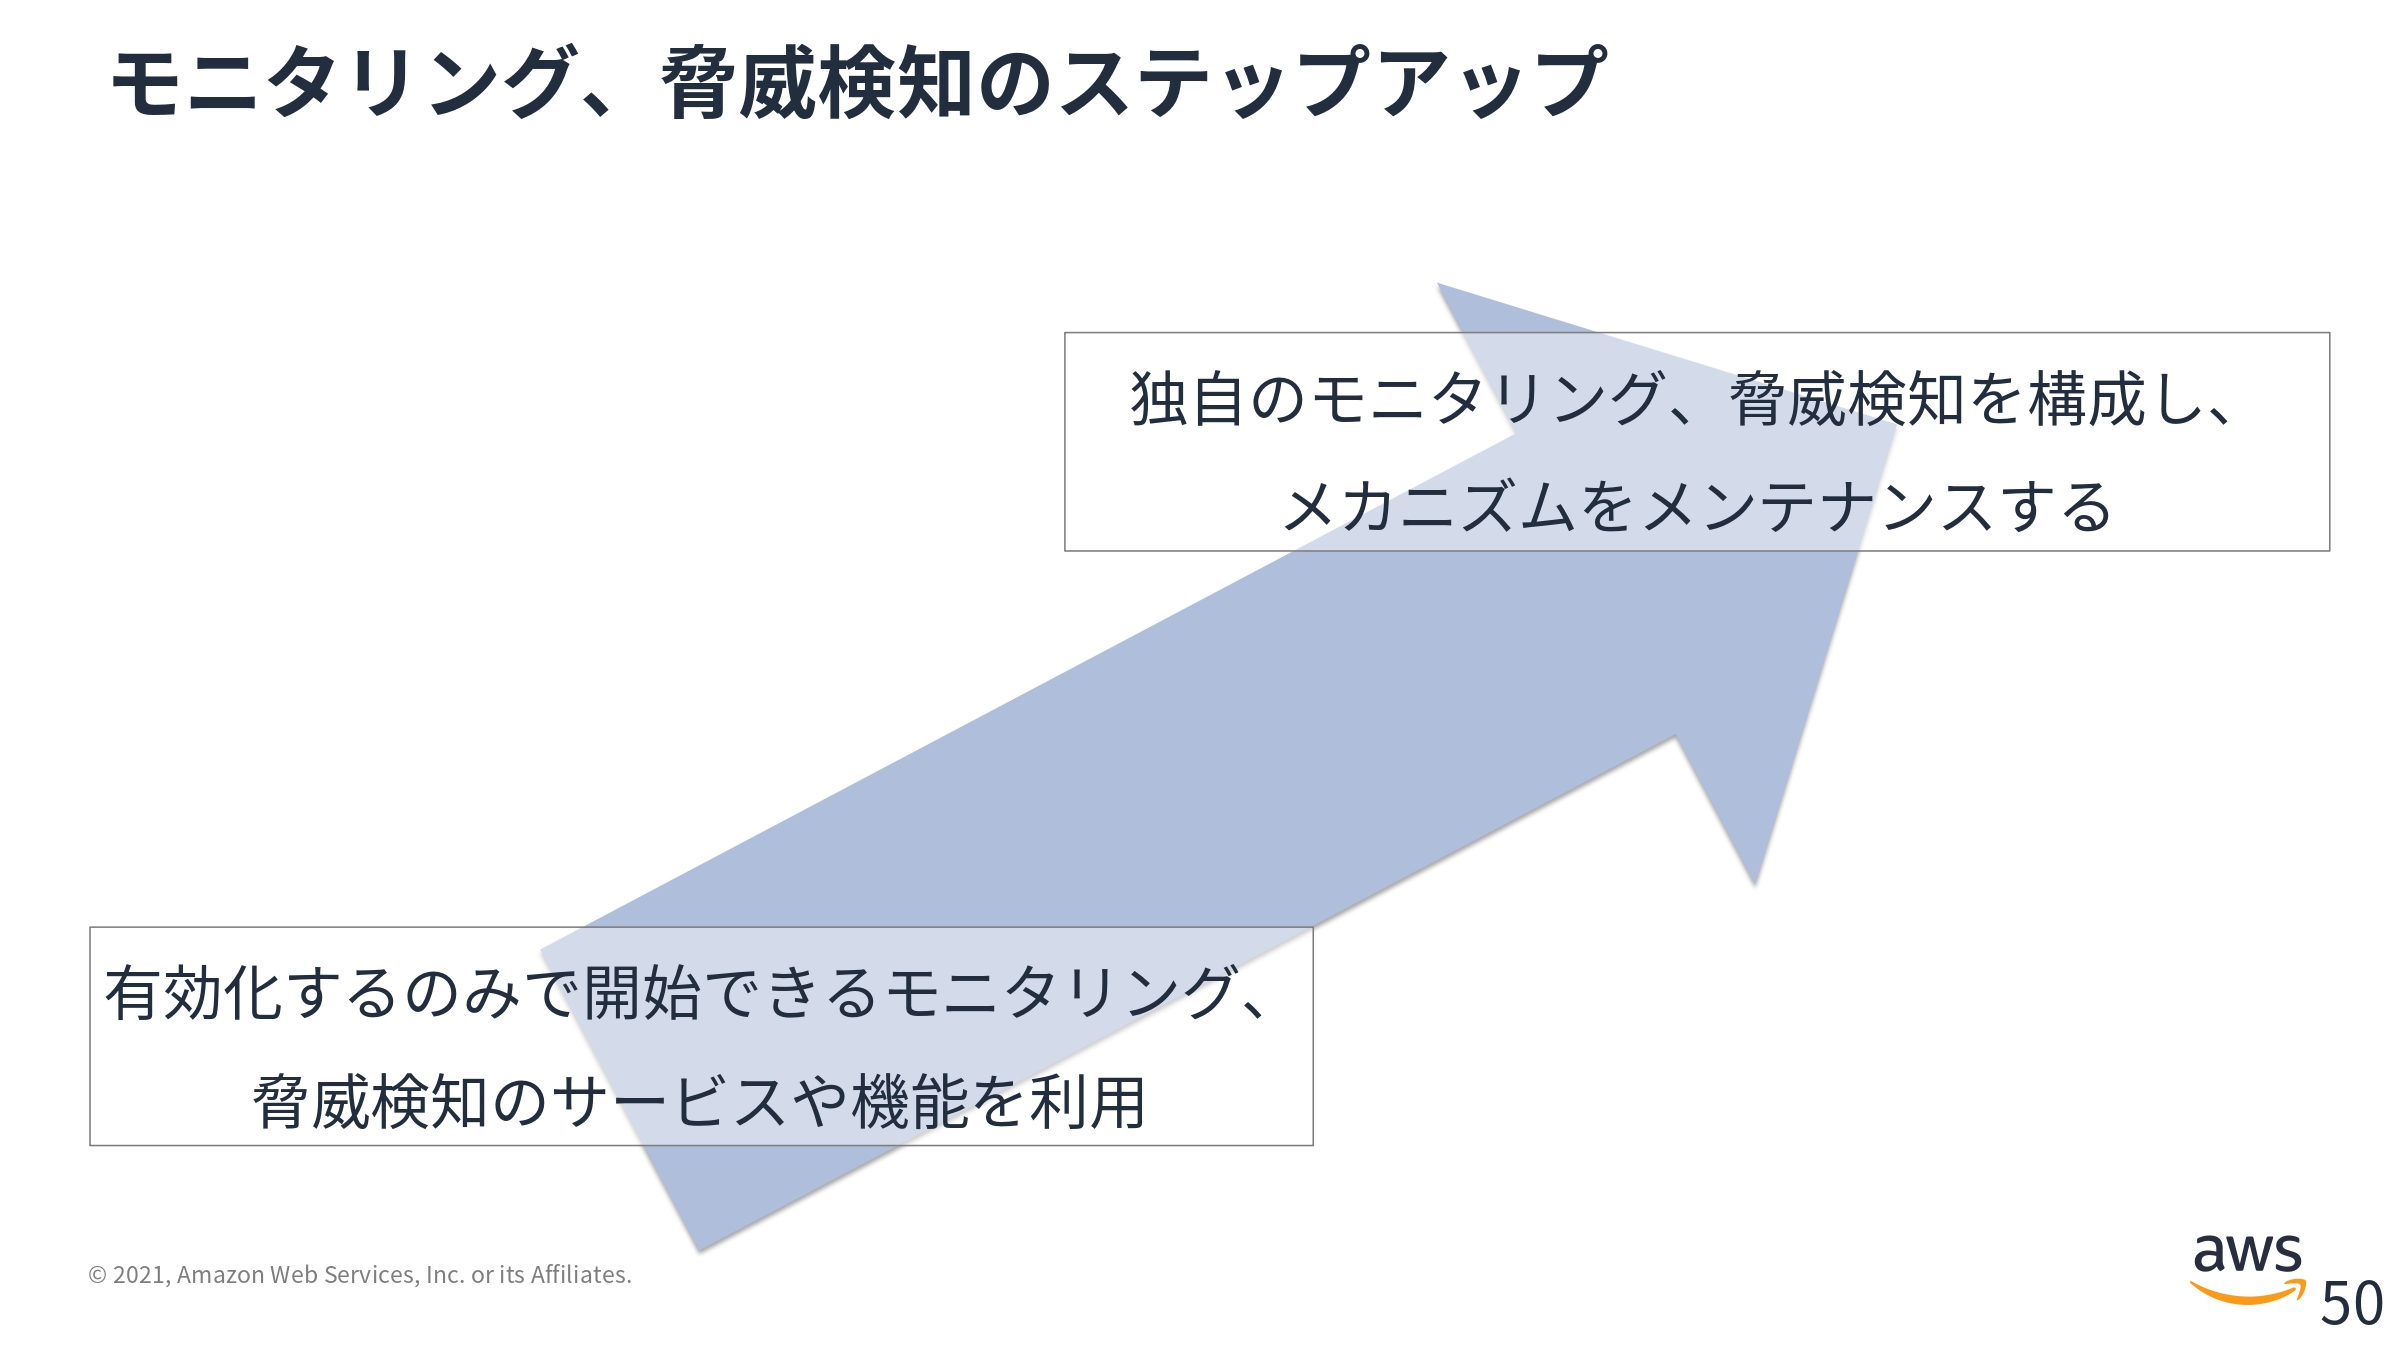 モニタリング、脅威検知のステップアップ
独自のモニタリング、脅威検知を構成し、
メカニズムをメンテナンスする
有効化するのみで開始できるモニタリング、
脅威検知のサービスや機能を利用
© 2021, Amazon Web Services, Inc. or its Affiliates.
aws
50